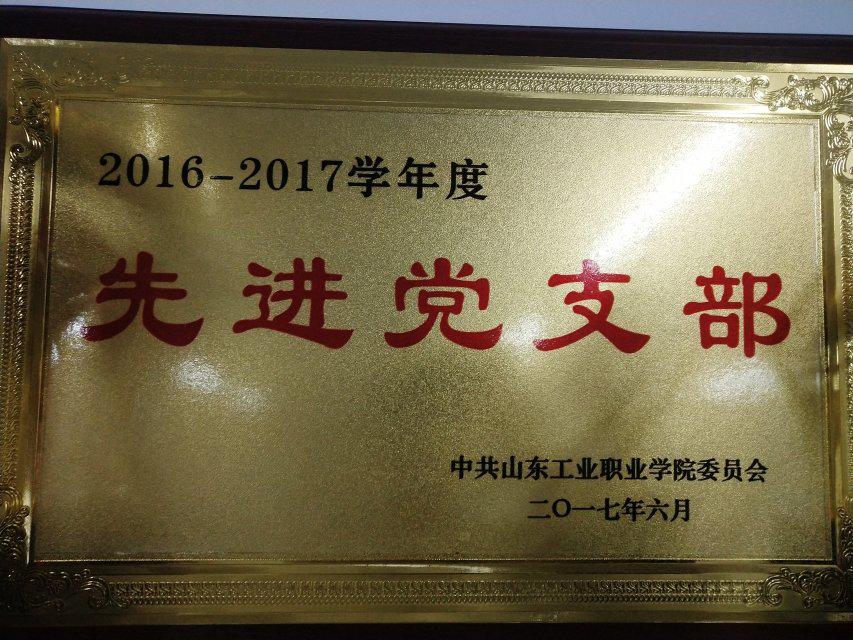 2016-2017学年度
先进党支部
中共山东工业职业学院委员会
二〇一七年六月